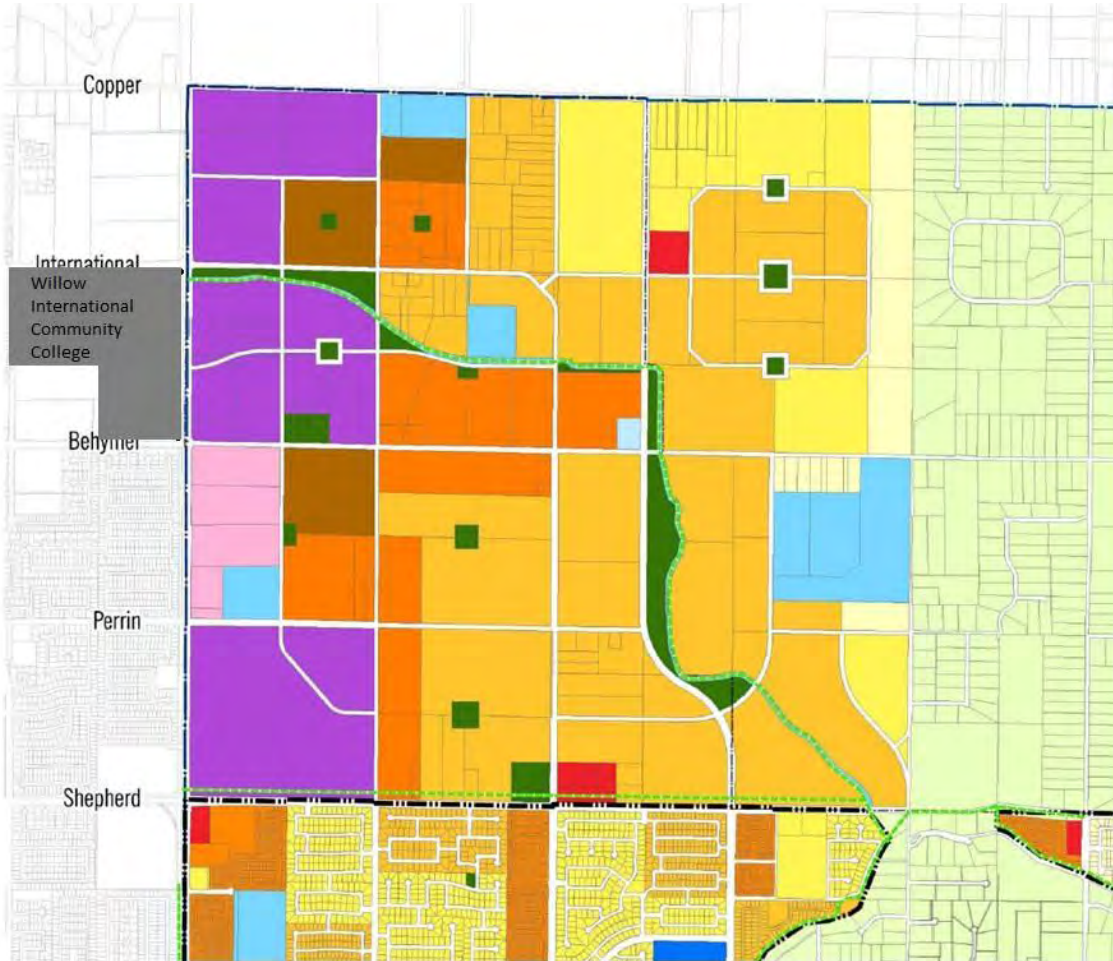 Copper
International
Willow
International
Community
College
Behymer
Perrin
Shepherd